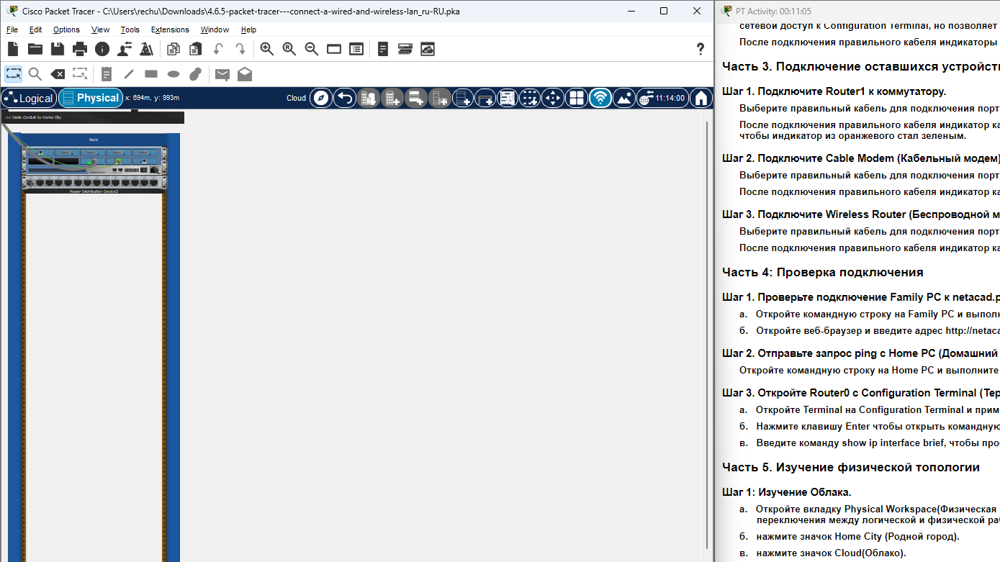 Cisco Packet Tracer - C:\Users\rechu\Downloads\4.6.5-packet-tracer---connect-a-wired-and-wireless-lan_ru-RU.pka
File Edit Options View Tools Extensions Window Help
Logical Physical x: 694m, y: 993m Cloud 11:14:00
<< Cable Conduit to Home City
Rack
Power Distribution Device2
PT Activity: 00:11:05
сетевой доступ к Configuration Terminal, но позволяет
После подключения правильного кабеля индикаторы
Часть 3. Подключение оставшихся устройств
Шаг 1. Подключите Router1 к коммутатору.
Выберите правильный кабель для подключения порт
После подключения правильного кабеля индикатор ка
чтобы индикатор из оранжевого стал зеленым.
Шаг 2. Подключите Cable Modem (Кабельный модем)
Выберите правильный кабель для подключения порт
После подключения правильного кабеля индикатор ка
Шаг 3. Подключите Wireless Router (Беспроводной м
Выберите правильный кабель для подключения порт
После подключения правильного кабеля индикатор ка
Часть 4: Проверка подключения
Шаг 1. Проверьте подключение Family PC к netacad.p
а. Откройте командную строку на Family PC и выполн
б. Откройте веб-браузер и введите адрес http://netaca
Шаг 2. Отправьте запрос ping с Home PC (Домашний
Откройте командную строку на Home PC и выполните
Шаг 3. Откройте Router0 с Configuration Terminal (Тер
а. Откройте Terminal на Configuration Terminal и прим
б. Нажмите клавишу Enter чтобы открыть командную
в. Введите команду show ip interface brief, чтобы про
Часть 5. Изучение физической топологии
Шаг 1: Изучение Облака.
а. Откройте вкладку Physical Workspace(Физическая
переключения между логической и физической ра
б. нажмите значок Home City (Родной город).
в. нажмите значок Cloud(Облако).